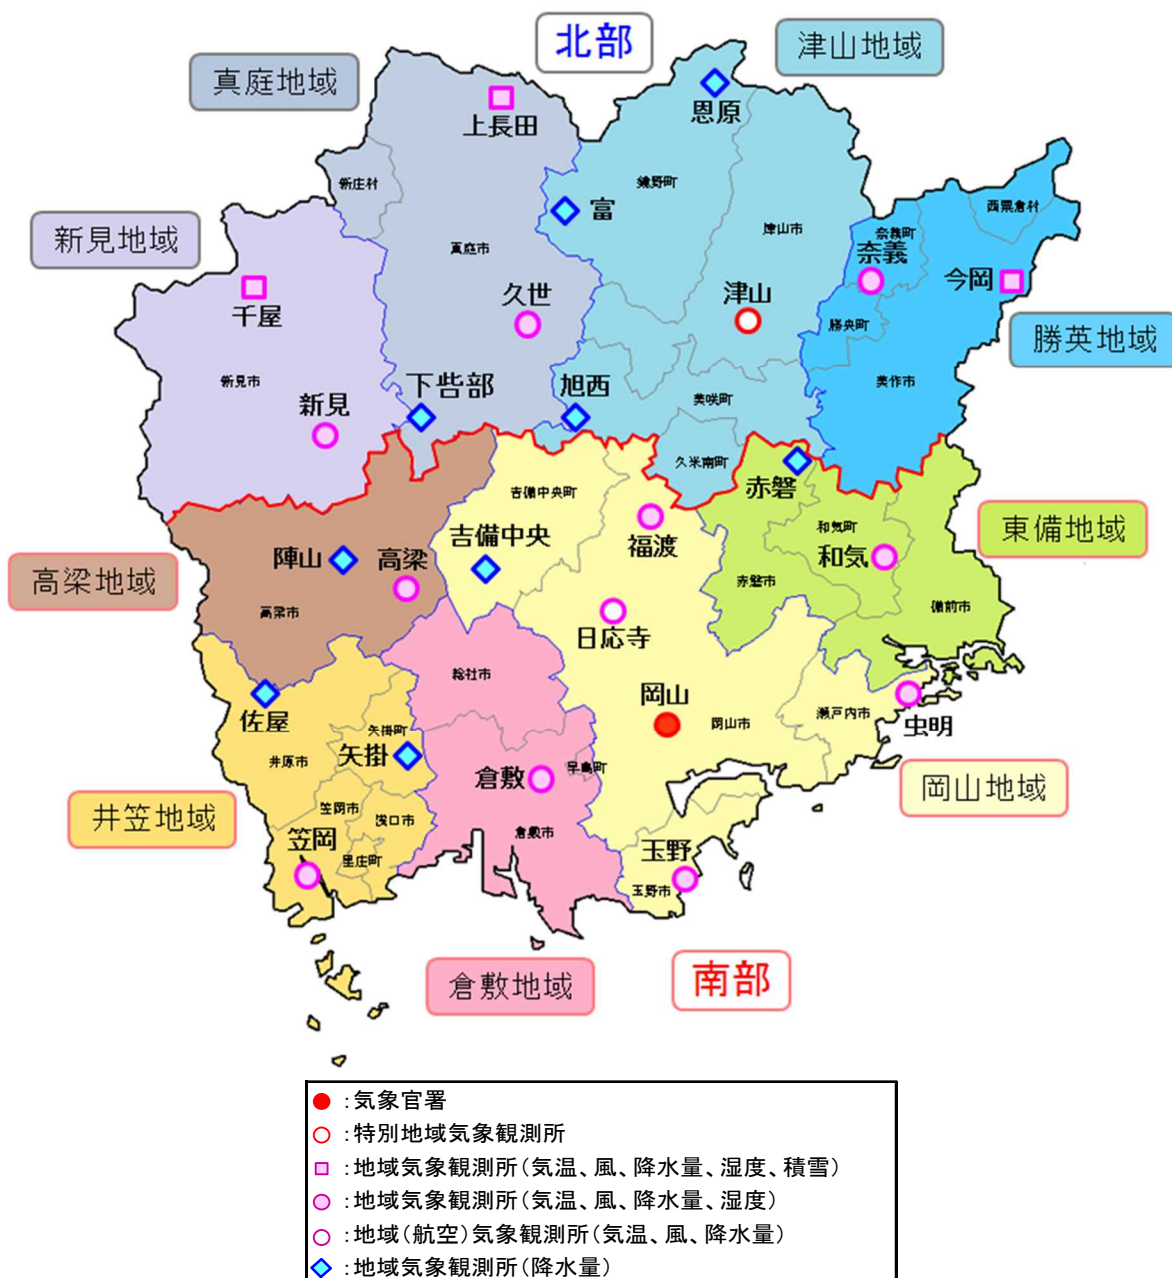 北部
津山地域
真庭地域
上長田
恩原
新庄村
鏡野町
西粟倉村
新見地域
富
真庭市
津山市
奈義町
奈義
今岡
千屋
久世
津山
勝央町
勝英地域
新見市
下呰部
旭西
美咲町
美作市
新見
久米南町
赤磐
吉備中央町
福渡
和気町
東備地域
高梁地域
陣山
高梁
吉備中央
和気
赤磐市
高梁市
備前市
日応寺
総社市
岡山
瀬戸内市
虫明
佐屋
矢掛町
岡山市
井原市
矢掛
倉敷
早島町
岡山地域
井笠地域
笠岡市
浅口市
倉敷市
笠岡
里庄町
玉野
玉野市
倉敷地域
南部
:気象官署
:特別地域気象観測所
:地域気象観測所(気温、風、降水量、湿度、積雪)
:地域気象観測所(気温、風、降水量、湿度)
:地域(航空)気象観測所(気温、風、降水量)
:地域気象観測所(降水量)